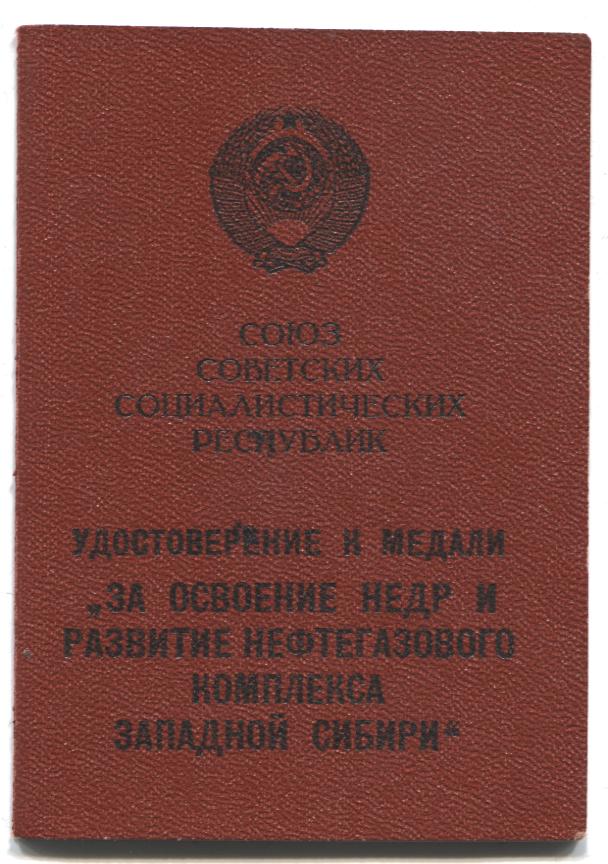 СОЮЗ
СОВЕТСКИХ
СОЦИАЛИСТИЧЕСКИХ
РЕСПУБЛИК
УДОСТОВЕРЕНИЕ К МЕДАЛИ
„ЗА ОСВОЕНИЕ НЕДР И
РАЗВИТИЕ НЕФТЕГАЗОВОГО
КОМПЛЕКСА
ЗАПАДНОЙ СИБИРИ“